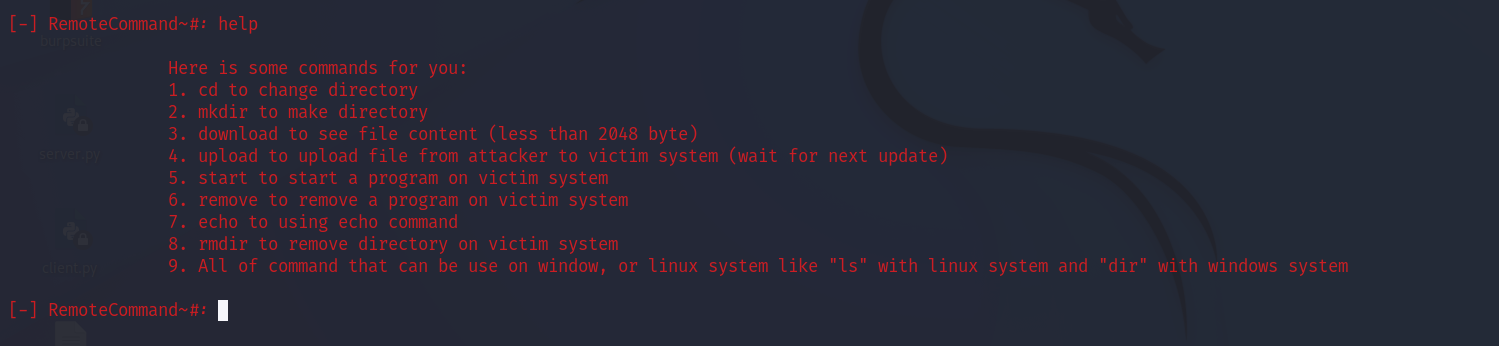 [-] RemoteCommand~#: help
burpsuite
Here is some commands for you:
1. cd to change directory
2. mkdir to make directory
3. download to see file content (less than 2048 byte)
server.py
4. upload to upload file from attacker to victim system (wait for next update)
5. start to start a program on victim system
6. remove to remove a program on victim system
7. echo to using echo command
8. rmdir to remove directory on victim system
client.py
9. All of command that can be use on window, or linux system like "ls" with linux system and "dir" with windows system
[-] RemoteCommand~#: